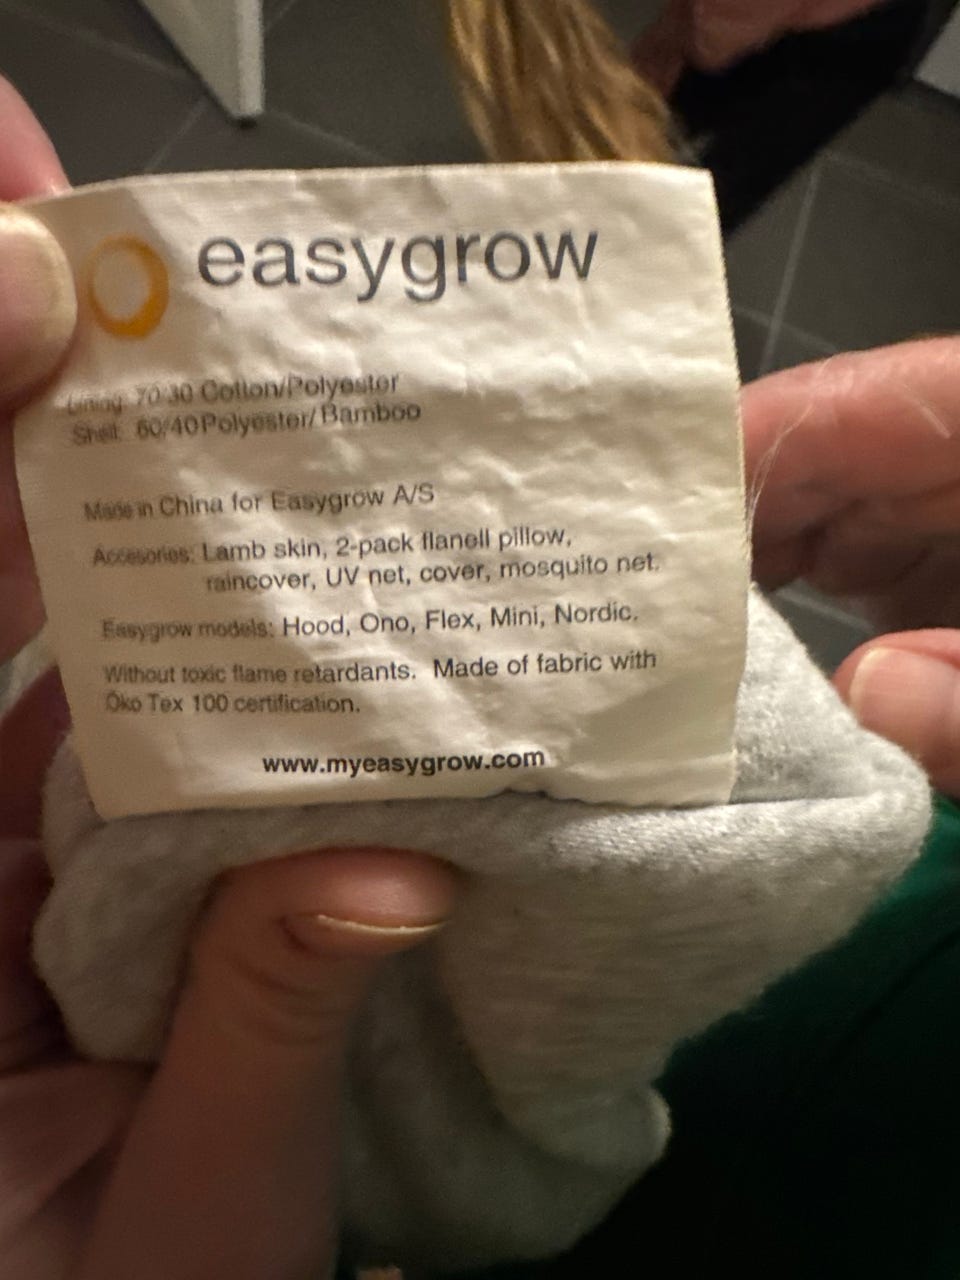 easygrow
Lining: 70/30 Cotton/Polyester
Shell: 60/40 Polyester/Bamboo
Made in China for Easygrow A/S
Accesories: Lamb skin, 2-pack flanell pillow,
raincover, UV net, cover, mosquito net.
Easygrow models: Hood, Ono, Flex, Mini, Nordic.
Without toxic flame retardants. Made of fabric with
Öko Tex 100 certification.
www.myeasygrow.com